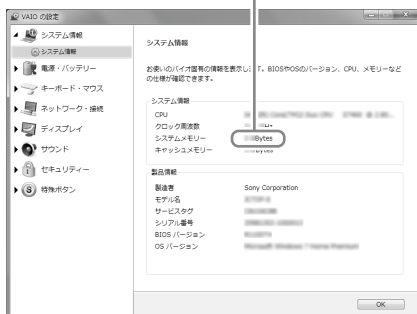 VAIO の設定
システム情報
システム情報
電源・バッテリー
キーボード・マウス
ネットワーク・接続
ディスプレイ
サウンド
セキュリティー
特殊ボタン
システム情報
お使いのバイオ固有の情報を表示します。BIOSやOSのバージョン、CPU、メモリーなど
の仕様が確認できます。
システム情報
CPU
クロック周波数 Hz
システムメモリー Bytes
キャッシュメモリー Bytes
製品情報
製造者 Sony Corporation
モデル名
サービスタグ
シリアル番号
BIOS バージョン
OS バージョン
OK